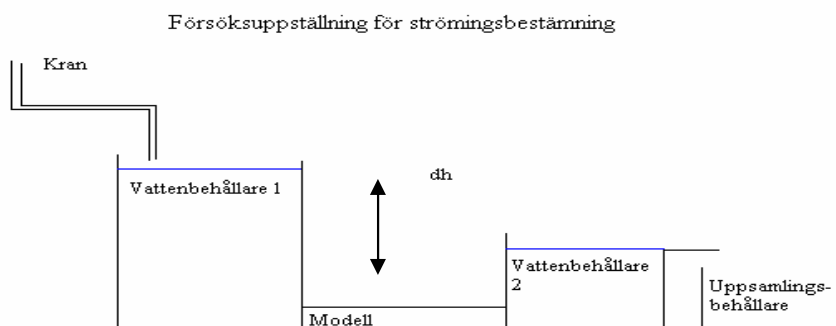 Försöksuppställning för strömingsbestämning
Kran
Vattenbehållare 1
dh
Vattenbehållare
2
Uppsamlings-
behållare
Modell